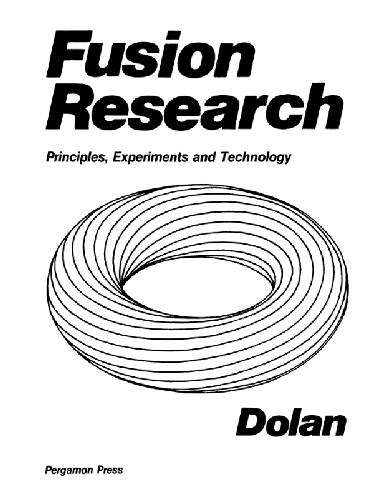 Fusion
Research
Principles, Experiments and Technology
Dolan
Pergamon Press